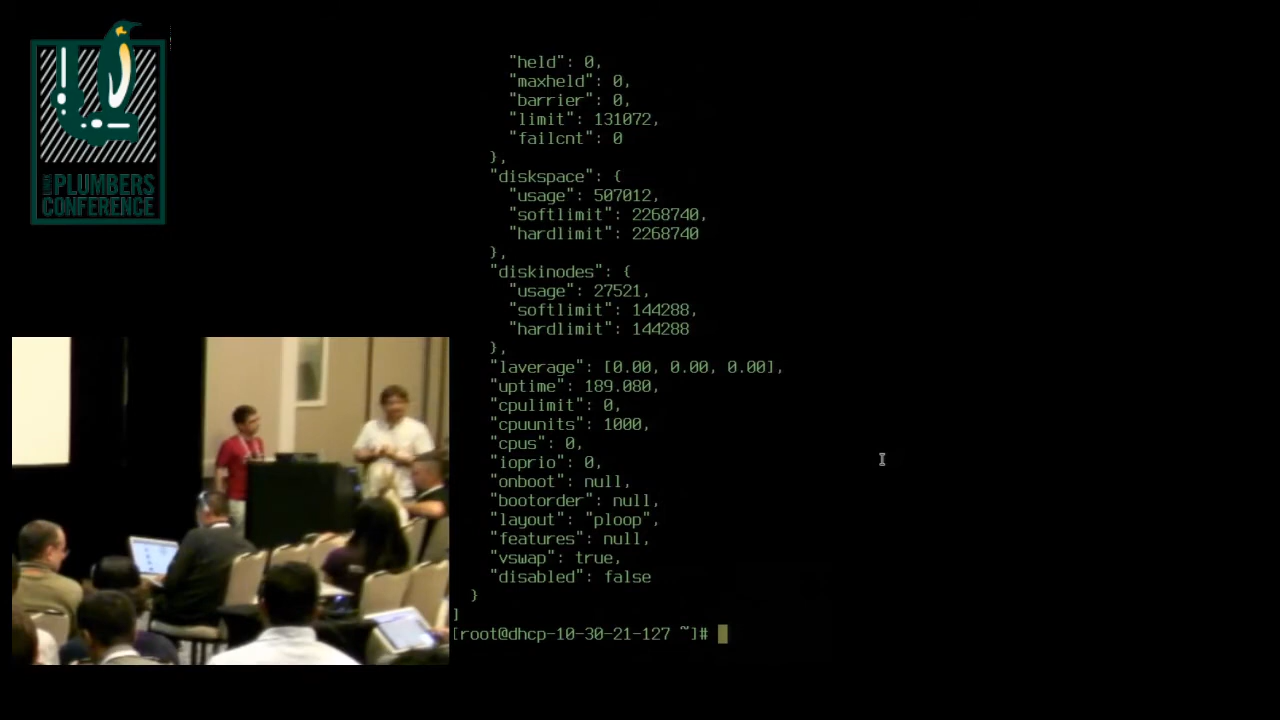 LINUX
PLUMBERS
CONFERENCE
"held": 0,
"maxheld": 0,
"barrier": 0,
"limit": 131072,
"failcnt": 0
},
"diskspace": {
"usage": 507012,
"softlimit": 2268740,
"hardlimit": 2268740
},
"diskinodes": {
"usage": 27521,
"softlimit": 144288,
"hardlimit": 144288
},
"laverage": [0.00, 0.00, 0.00],
"uptime": 189.080,
"cpulimit": 0,
"cpuunits": 1000,
"cpus": 0,
"ioprio": 0,
"onboot": null,
"bootorder": null,
"layout": "ploop",
"features": null,
"vswap": true,
"disabled": false
}
]
[root@dhcp-10-30-21-127 ~]#